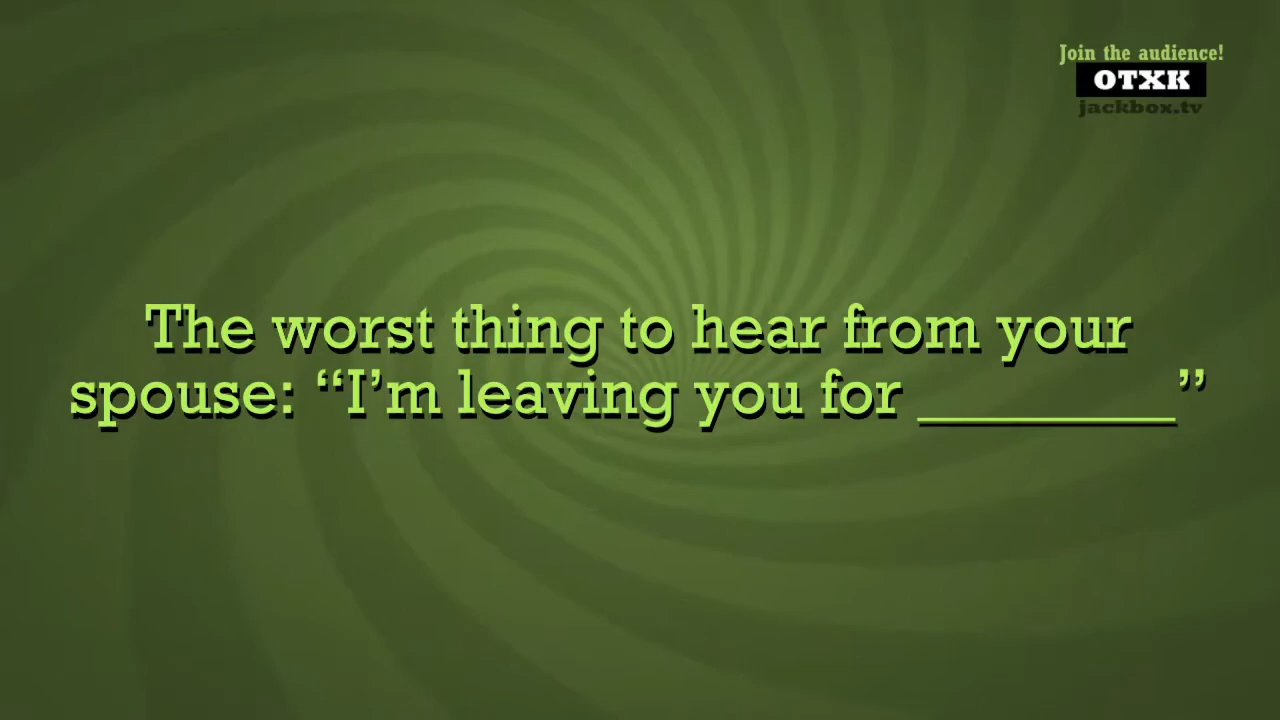 Join the audience!
OTXK
jackbox.tv
The worst thing to hear from your
spouse: “I’m leaving you for ________”